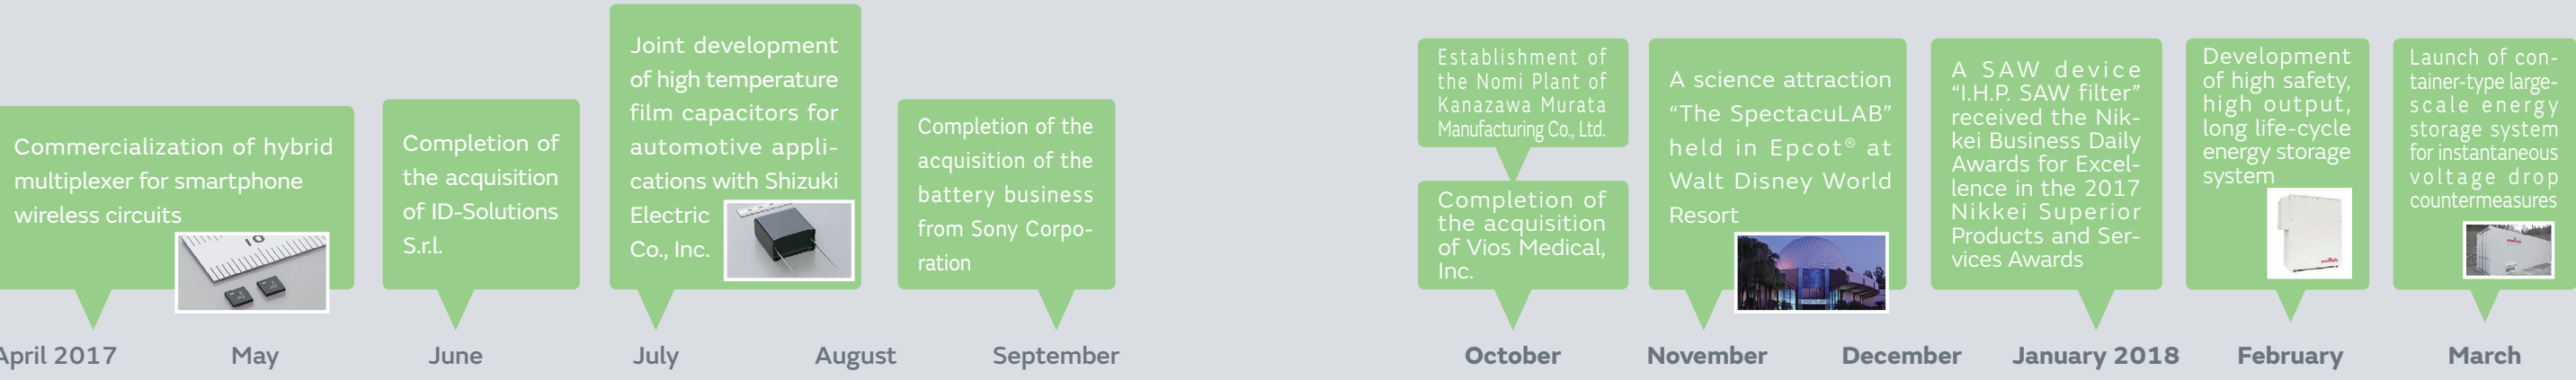 Commercialization of hybrid
multiplexer for smartphone
wireless circuits
10
Completion of
the acquisition
of ID-Solutions
S.r.l.
Joint development
of high temperature
film capacitors for
automotive appli-
cations with Shizuki
Electric
Co., Inc.
Completion of the
acquisition of the
battery business
from Sony Corpo-
ration
Establishment of
the Nomi Plant of
Kanazawa Murata
Manufacturing Co., Ltd.
Completion of
the acquisition
of Vios Medical,
Inc.
A science attraction
“The SpectacuLAB”
held in Epcot® at
Walt Disney World
Resort
A SAW device
“I.H.P. SAW filter”
received the Nik-
kei Business Daily
Awards for Excel-
lence in the 2017
Nikkei Superior
Products and Ser-
vices Awards
Development
of high safety,
high output,
long life-cycle
energy storage
system
muRata
Launch of con-
tainer-type large-
scale energy
storage system
for instantaneous
voltage drop
countermeasures
muRata
April 2017
May
June
July
August
September
October
November
December
January 2018
February
March